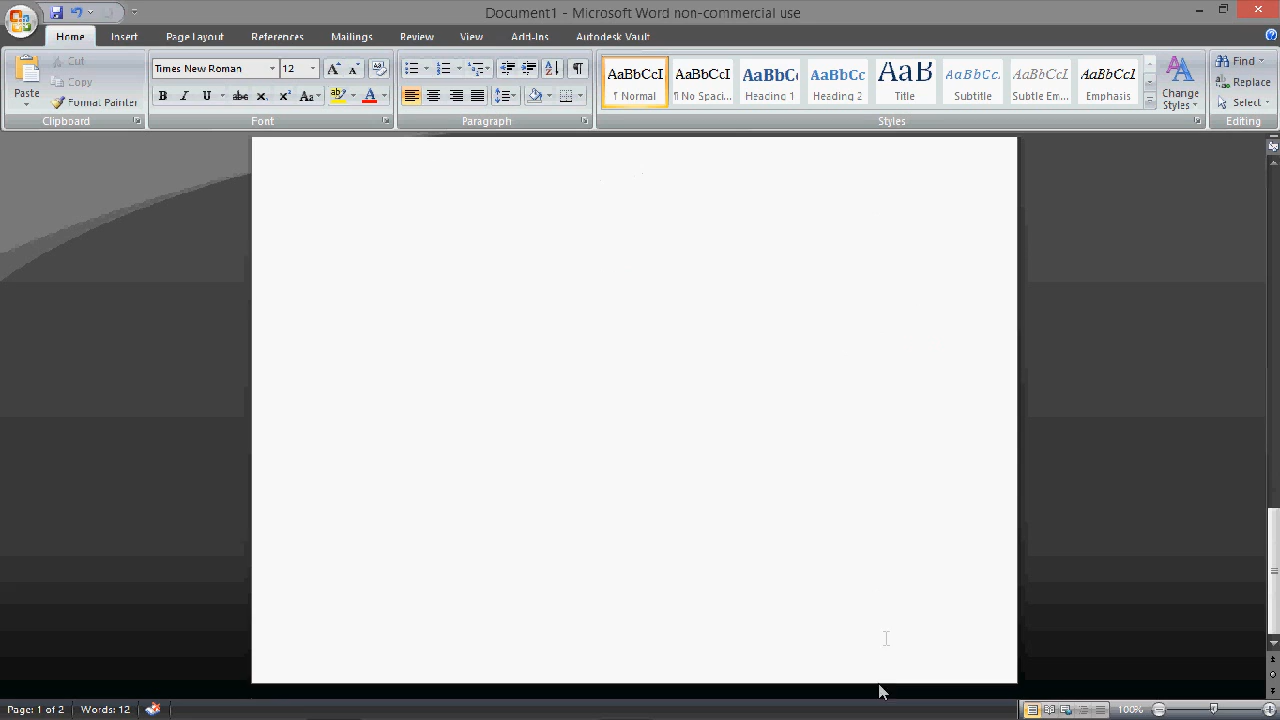 Document1 - Microsoft Word non-commercial use
Home Insert Page Layout References Mailings Review View Add-Ins Autodesk Vault
Paste
Cut
Copy
Format Painter
Clipboard
Times New Roman 12
Font
Paragraph
AaBbCcI AaBbCcI AaBbC AaBbCc AaB AaBbCc. AaBbCcI AaBbCcI
¶ Normal ¶ No Spaci... Heading 1 Heading 2 Title Subtitle Subtle Em... Emphasis
Change
Styles
Styles
Find
Replace
Select
Editing
Page: 1 of 2 Words: 12 100%